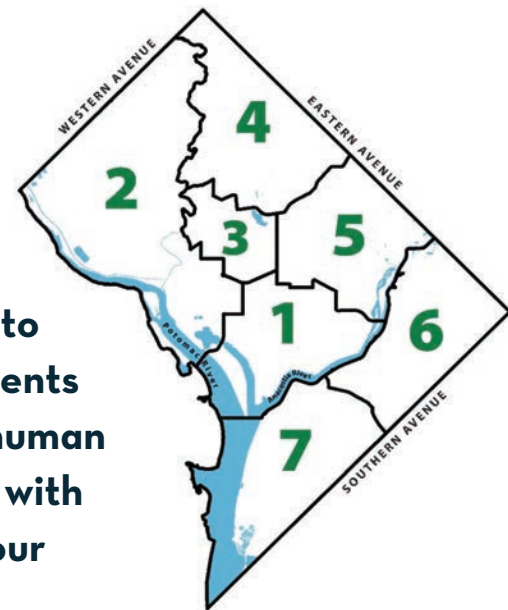 WESTERN AVENUE
EASTERN AVENUE
4
2
3
5
1
6
to
Potomac River
Anacostia River
ents
human
7
SOUTHERN AVENUE
with
our